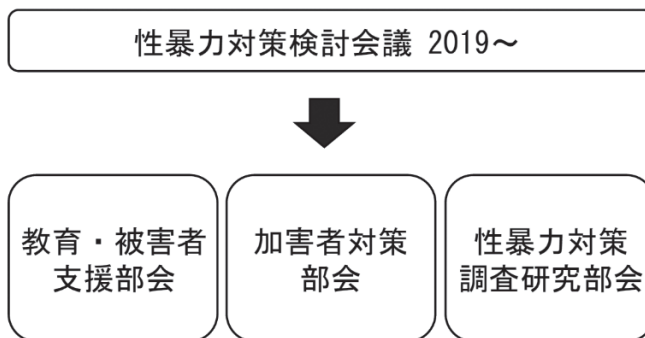 性暴力対策検討会議 2019～
教育・被害者
支援部会
加害者対策
部会
性暴力対策
調査研究部会